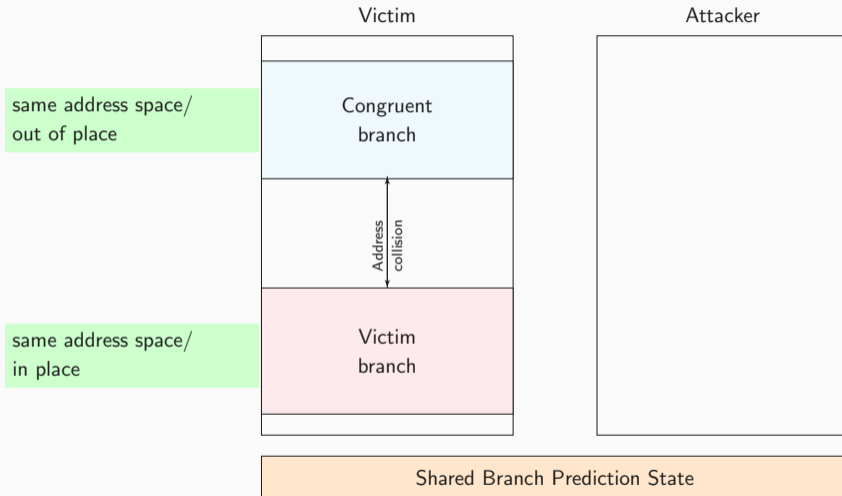 Victim
Attacker
same address space/
out of place
Congruent
branch
Address
collision
same address space/
in place
Victim
branch
Shared Branch Prediction State